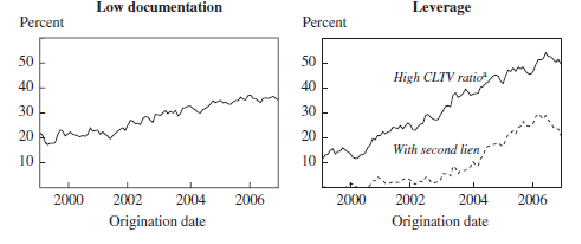 Low documentation
Percent
50
40
30
20
10
2000 2002 2004 2006
Origination date
Leverage
Percent
50
40
30
20
10
High CLTV ratioᵃ
With second lien
2000 2002 2004 2006
Origination date